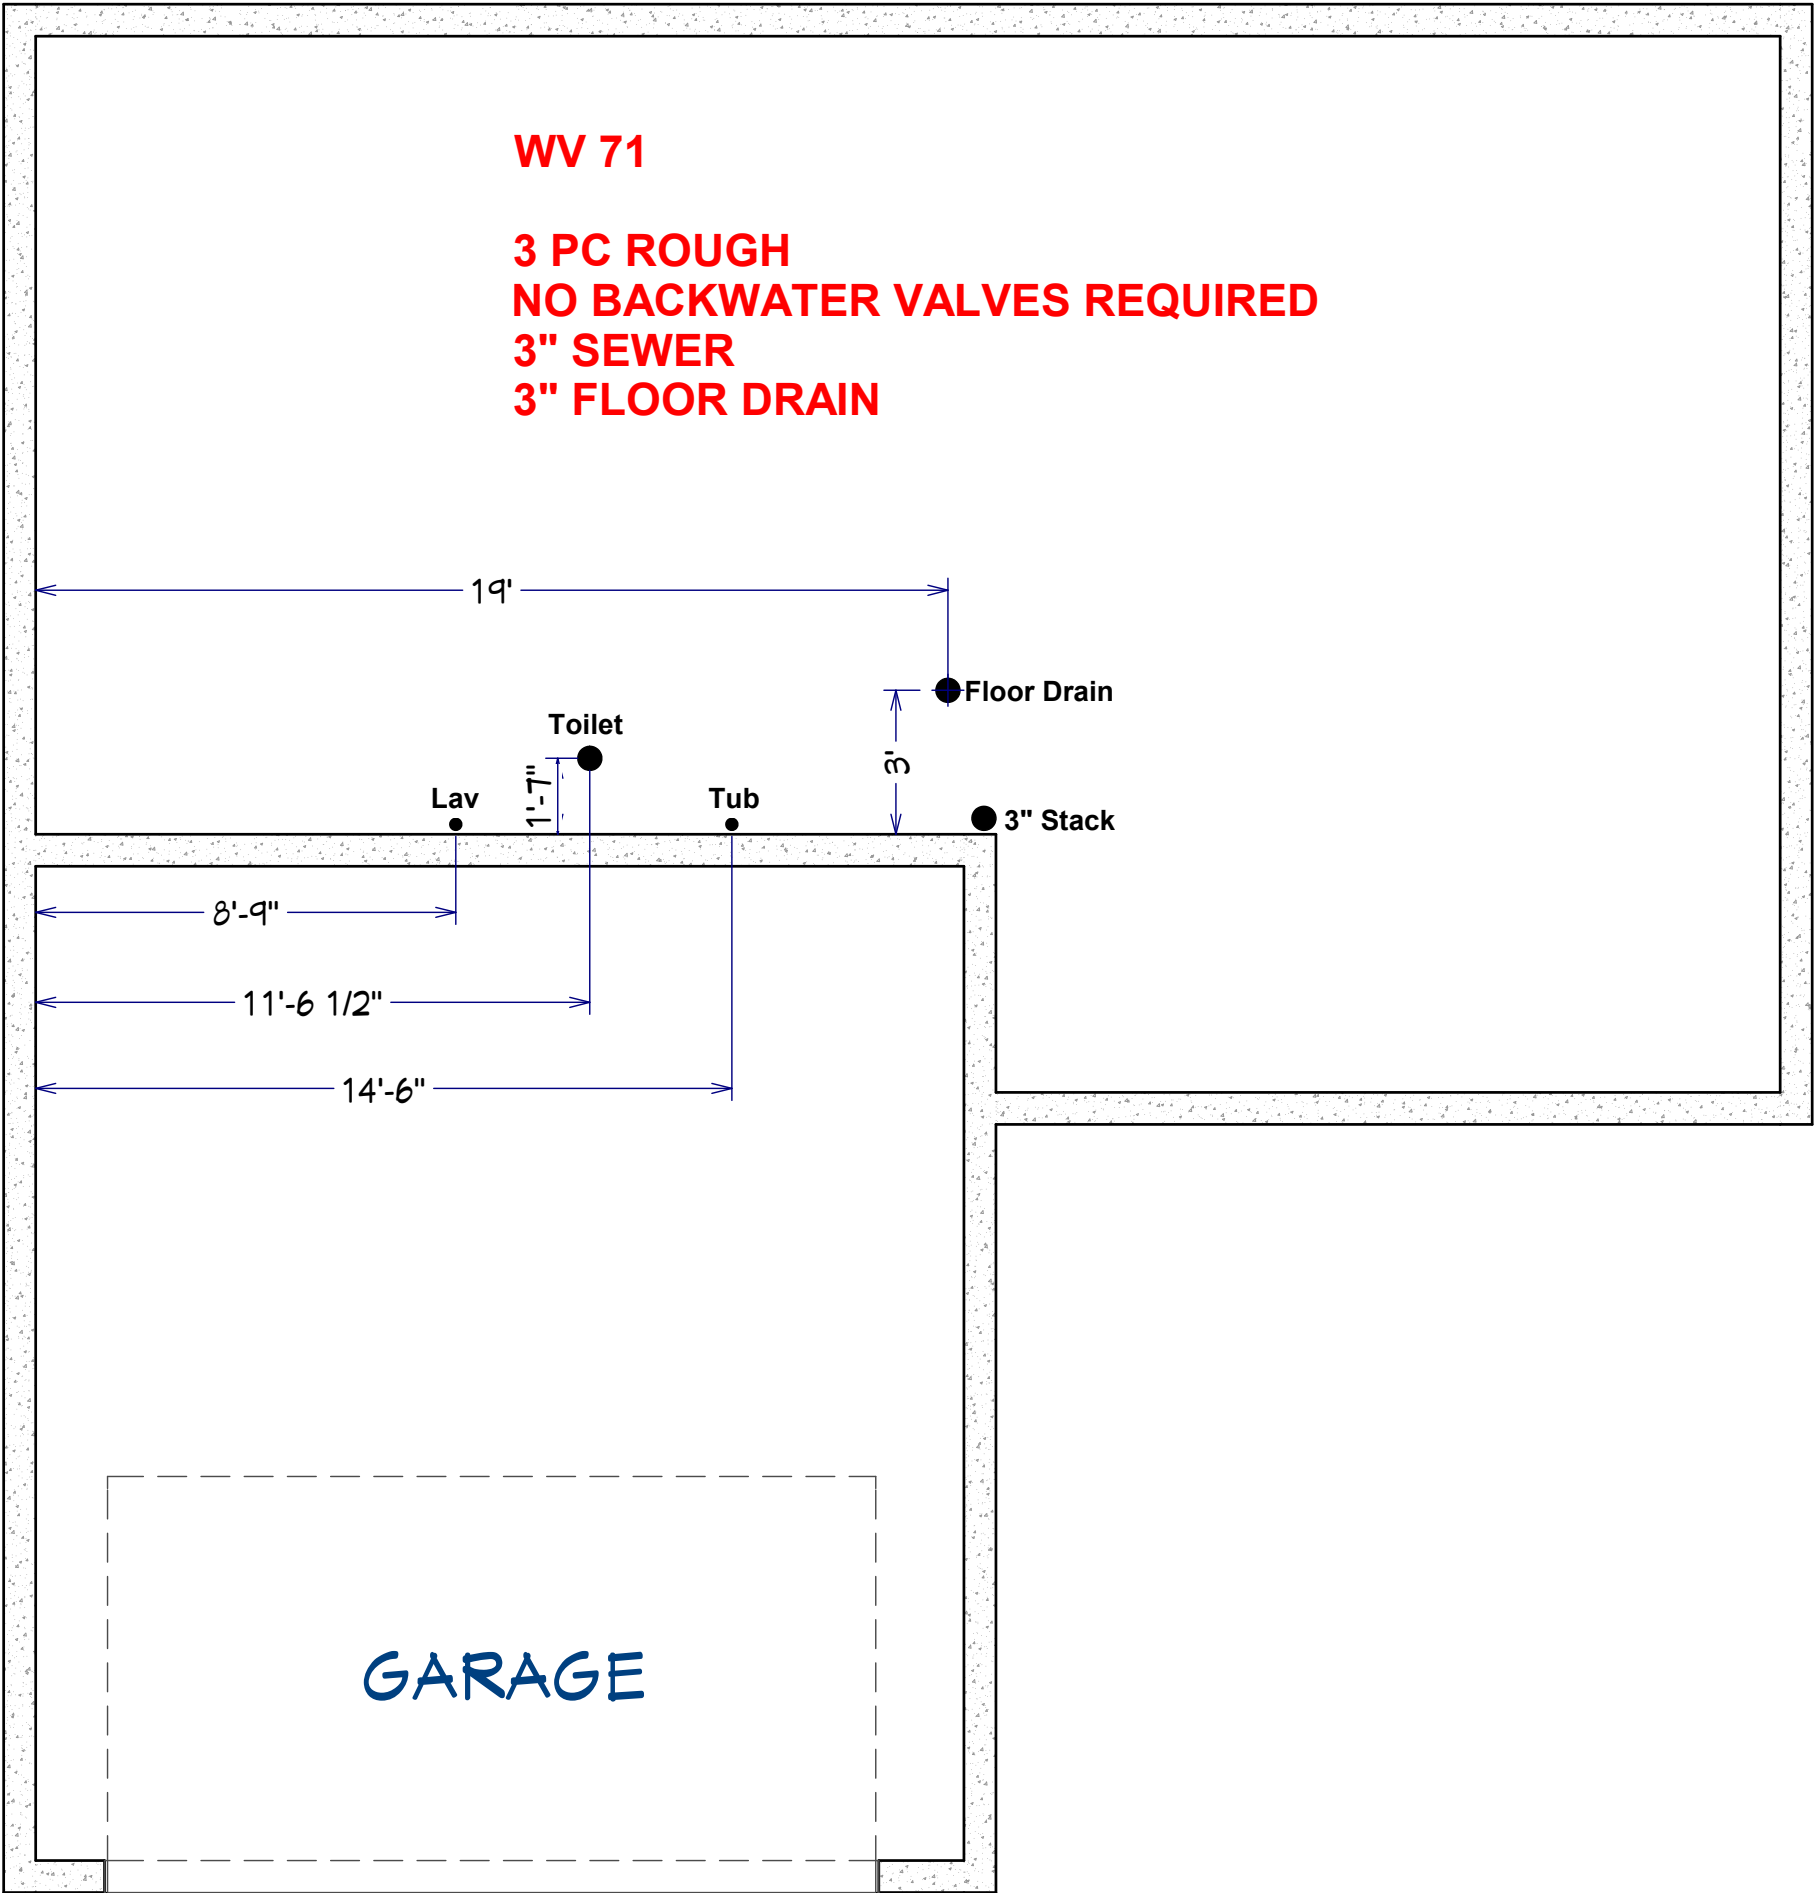 WV 71
3 PC ROUGH
NO BACKWATER VALVES REQUIRED
3" SEWER
3" FLOOR DRAIN
19'
Floor Drain
Toilet
3'
1'-7"
Lav
Tub
3" Stack
8'-9"
11'-6 1/2"
14'-6"
GARAGE